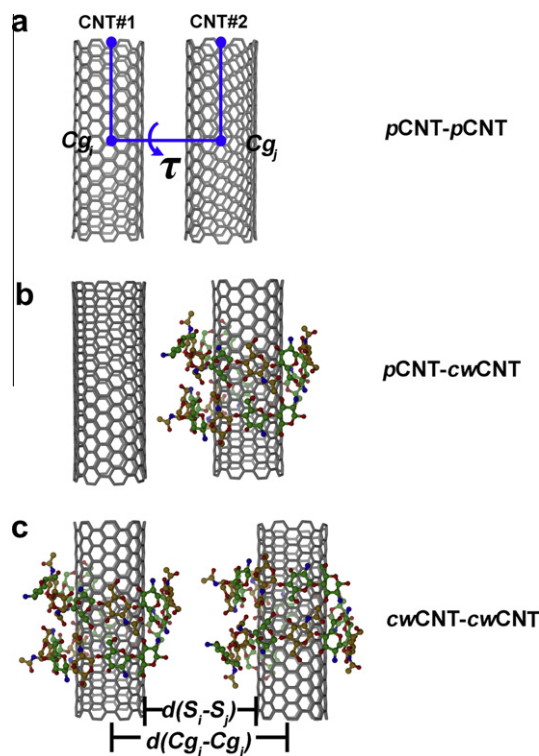 a
CNT#1 CNT#2
Cgᵢ Cgⱼ
τ
pCNT-pCNT
b
pCNT-cwCNT
c
cwCNT-cwCNT
d(Sᵢ-Sⱼ)
d(Cgᵢ-Cgⱼ)